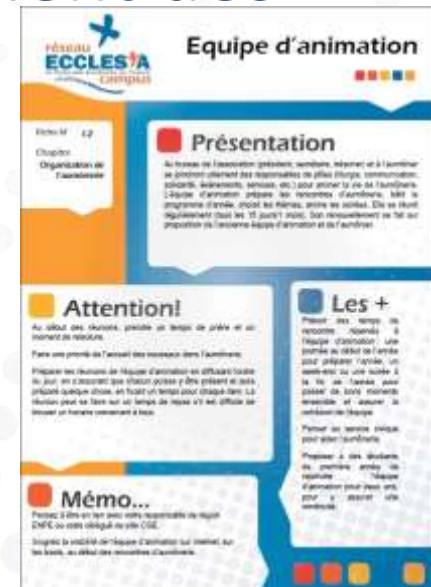 réseau
ECCLESIA
campus
Equipe d'animation
Fiche N°
Chapitre
Organisation de
l'aumônerie
Présentation
Au bureau de l'association (président, secrétaire, trésorier) et à l'aumônier
se joindront utilement des responsables de pôles (liturgie, communication,
solidarité, évènements, services, etc.) pour animer la vie de l'aumônerie.
L'équipe d'animation prépare les rencontres d'aumônerie, bâtit le
programme d'année, choisit les thèmes, anime les soirées. Elle se réunit
régulièrement (tous les 15 jours/1 mois). Son renouvellement se fait sur
proposition de l'ancienne équipe d'animation et de l'aumônier.
Attention!
Au début des réunions, prendre un temps de prière et un
moment de relecture.
Faire une priorité de l'accueil des nouveaux dans l'aumônerie.
Préparer les réunions de l'équipe d'animation en diffusant l'ordre
du jour, en s'assurant que chacun puisse y être présent et ait
préparé quelque chose, en fixant un temps pour chaque item. La
réunion peut se faire sur un temps de repas s'il est difficile de
trouver un horaire convenant à tous.
Les +
Prévoir des temps de
rencontre réservés à
l'équipe d'animation : une
journée au début de l'année
pour préparer l'année, un
week-end ou une soirée à
la fin de l'année pour
passer de bons moments
ensemble et assurer la
cohésion de l'équipe.
Penser au service civique
pour aider l'aumônerie.
Proposer à des étudiants
de première année de
rejoindre l'équipe
d'animation pour deux ans,
pour y assurer une
continuité.
Mémo...
Pensez à être en lien avec votre responsable de région
ENPE ou votre délégué de ville CGE.
Soignez la visibilité de l'équipe d'animation sur internet, sur
les tracts, au début des rencontres d'aumônerie.